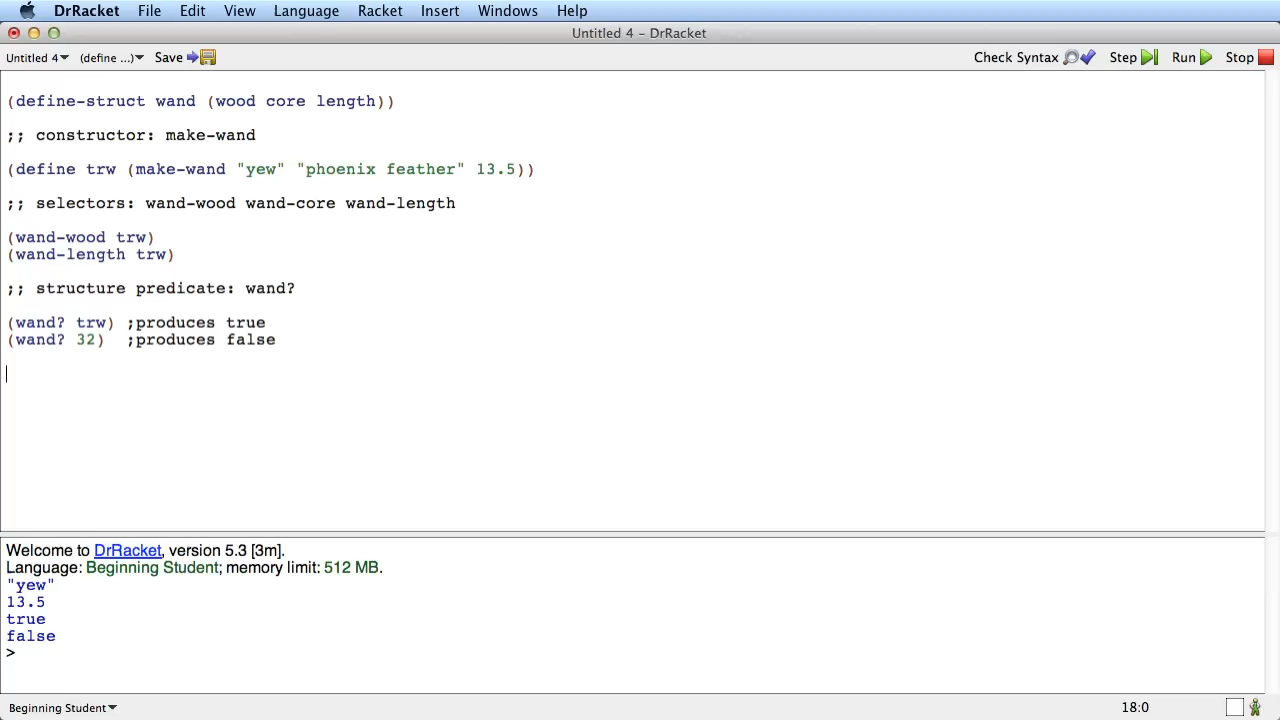 DrRacket File Edit View Language Racket Insert Windows Help
Untitled 4 - DrRacket
Untitled 4 (define ...) Save Check Syntax Step Run Stop
(define-struct wand (wood core length))
;; constructor: make-wand
(define trw (make-wand "yew" "phoenix feather" 13.5))
;; selectors: wand-wood wand-core wand-length
(wand-wood trw)
(wand-length trw)
;; structure predicate: wand?
(wand? trw) ;produces true
(wand? 32)  ;produces false
Welcome to DrRacket, version 5.3 [3m].
Language: Beginning Student; memory limit: 512 MB.
"yew"
13.5
true
false
>
Beginning Student 18:0